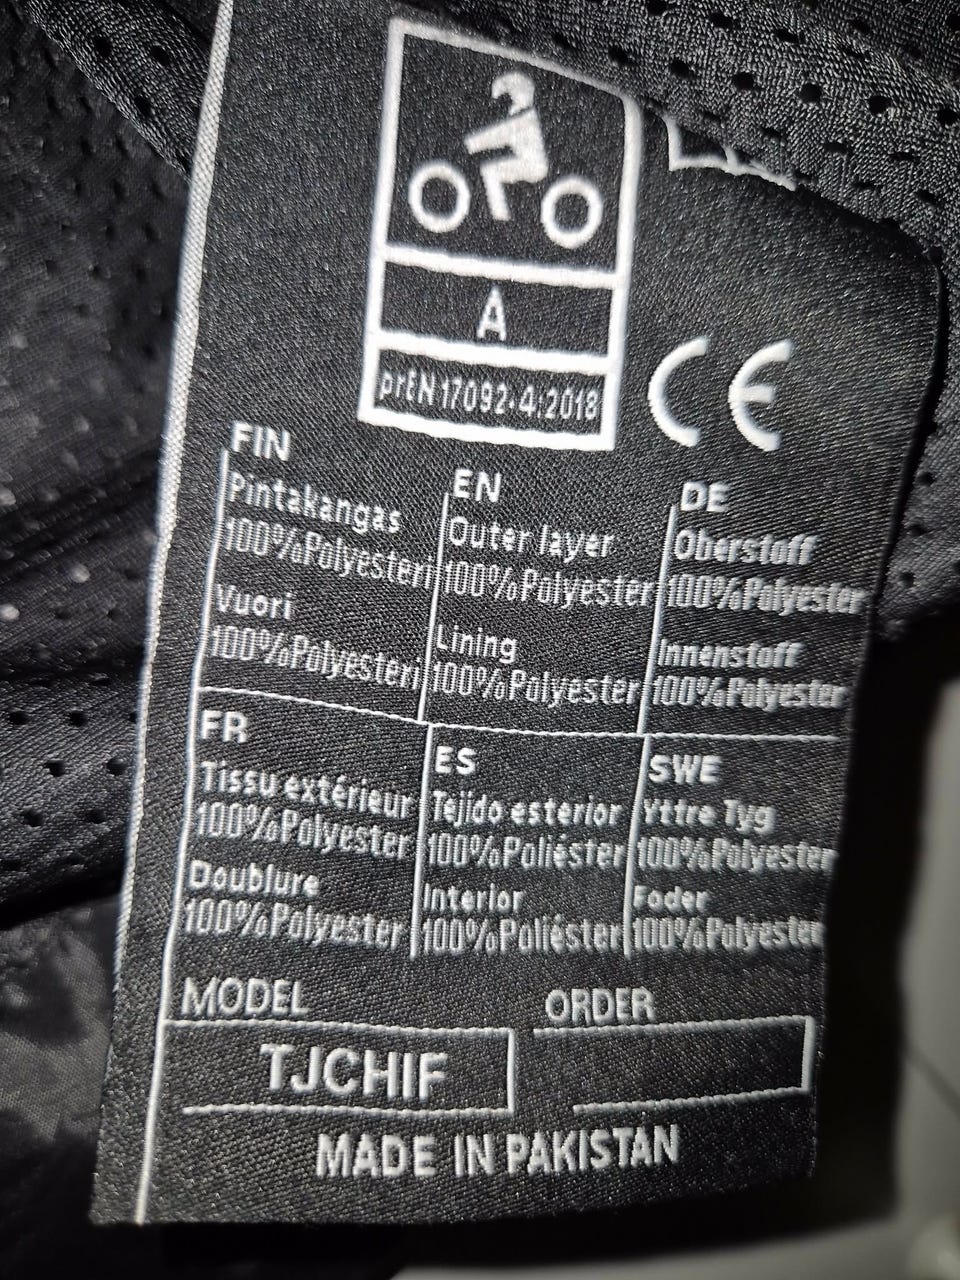 A
prEN 17092-4:2018
CE
FIN
Pintakangas
100%Polyesteri
Vuori
100%Polyesteri
EN
Outer layer
100%Polyester
Lining
100%Polyester
DE
Oberstoff
100%Polyester
Innenstoff
100%Polyester
FR
Tissu extérieur
100%Polyester
Doublure
100%Polyester
ES
Tejido esterior
100%Poliéster
Interior
100%Poliéster
SWE
Yttre Tyg
100%Polyester
Foder
100%Polyester
MODEL
TJCHIF
ORDER
MADE IN PAKISTAN